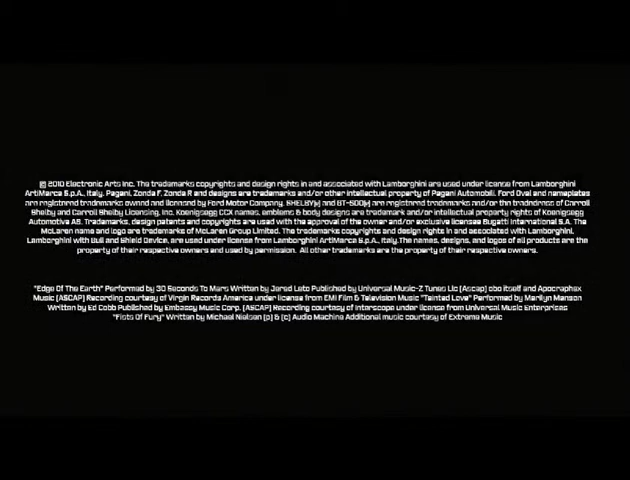 © 2010 Electronic Arts Inc. The trademarks copyrights and design rights in and associated with Lamborghini are used under license from Lamborghini
ArtiMarca S.p.A., Italy. Pagani, Zonda F, Zonda R and designs are trademarks and/or other intellectual property of Pagani Automobili. Ford Oval and nameplates
are registered trademarks owned and licensed by Ford Motor Company. SHELBY[r] and GT-500[r] are registered trademarks and/or the tradedress of Carroll
Shelby and Carroll Shelby Licensing, Inc. Koenigsegg CCX names, emblems & body designs are trademark and/or intellectual property rights of Koenigsegg
Automotive AB. Trademarks, design patents and copyrights are used with the approval of the owner and/or exclusive licensee Bugatti International S.A. The
McLaren name and logo are trademarks of McLaren Group Limited. The trademarks copyrights and design rights in and associated with Lamborghini,
Lamborghini with Bull and Shield Device, are used under license from Lamborghini ArtiMarca S.p.A., Italy.The names, designs, and logos of all products are the
property of their respective owners and used by permission. All other trademarks are the property of their respective owners.
"Edge Of The Earth" Performed by 30 Seconds To Mars Written by Jared Leto Published by Universal Music-Z Tunes Llc (Ascap) obo itself and Apocraphex
Music (ASCAP) Recording courtesy of Virgin Records America under license from EMI Film & Television Music "Tainted Love" Performed by Marilyn Manson
Written by Ed Cobb Published by Embassy Music Corp. (ASCAP) Recording courtesy of Interscope under license from Universal Music Enterprises
"Fists Of Fury" Written by Michael Nielsen (p) & (c) Audio Machine Additional music courtesy of Extreme Music